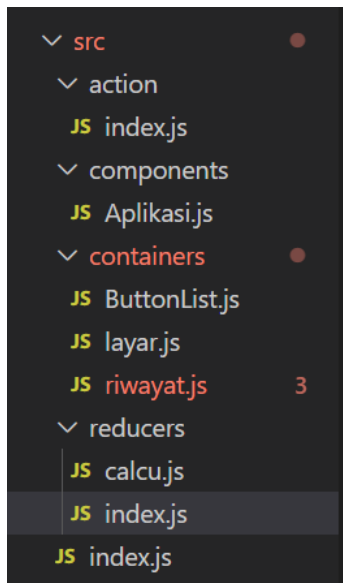 src
action
JS index.js
components
JS Aplikasi.js
containers
JS ButtonList.js
JS layar.js
JS riwayat.js 3
reducers
JS calcu.js
JS index.js
JS index.js